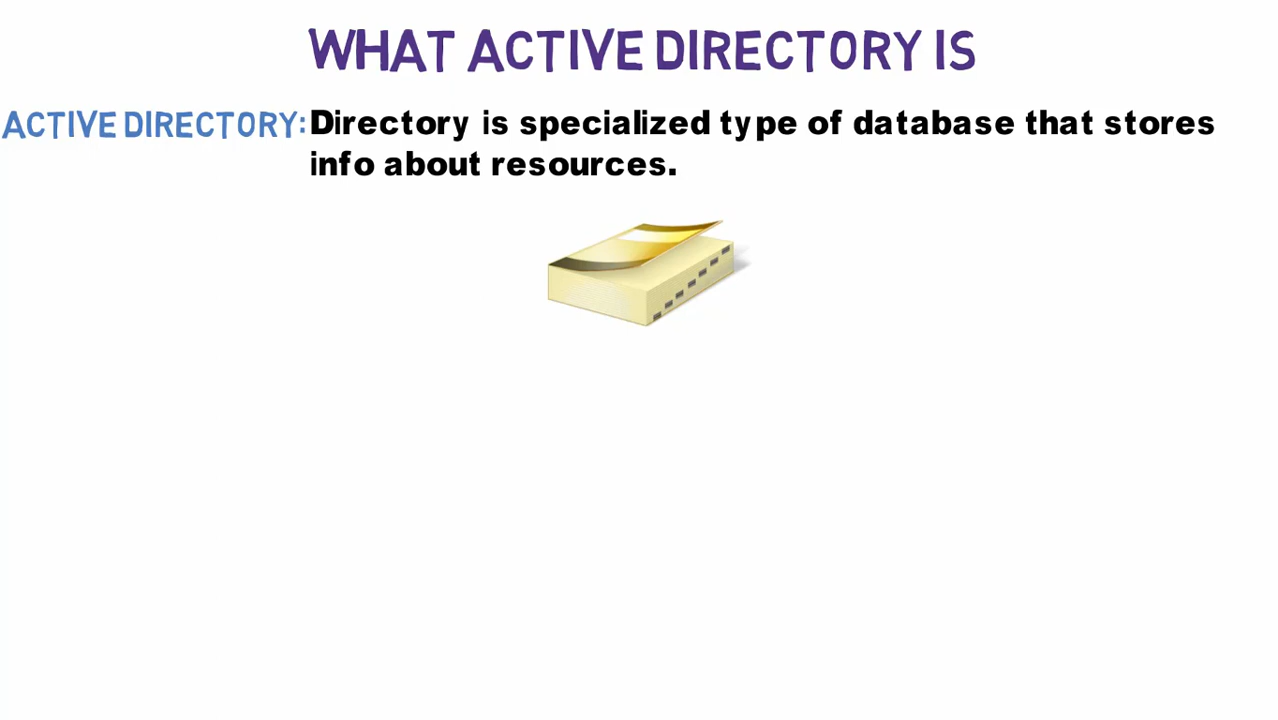 WHAT ACTIVE DIRECTORY IS
ACTIVE DIRECTORY: Directory is specialized type of database that stores
info about resources.